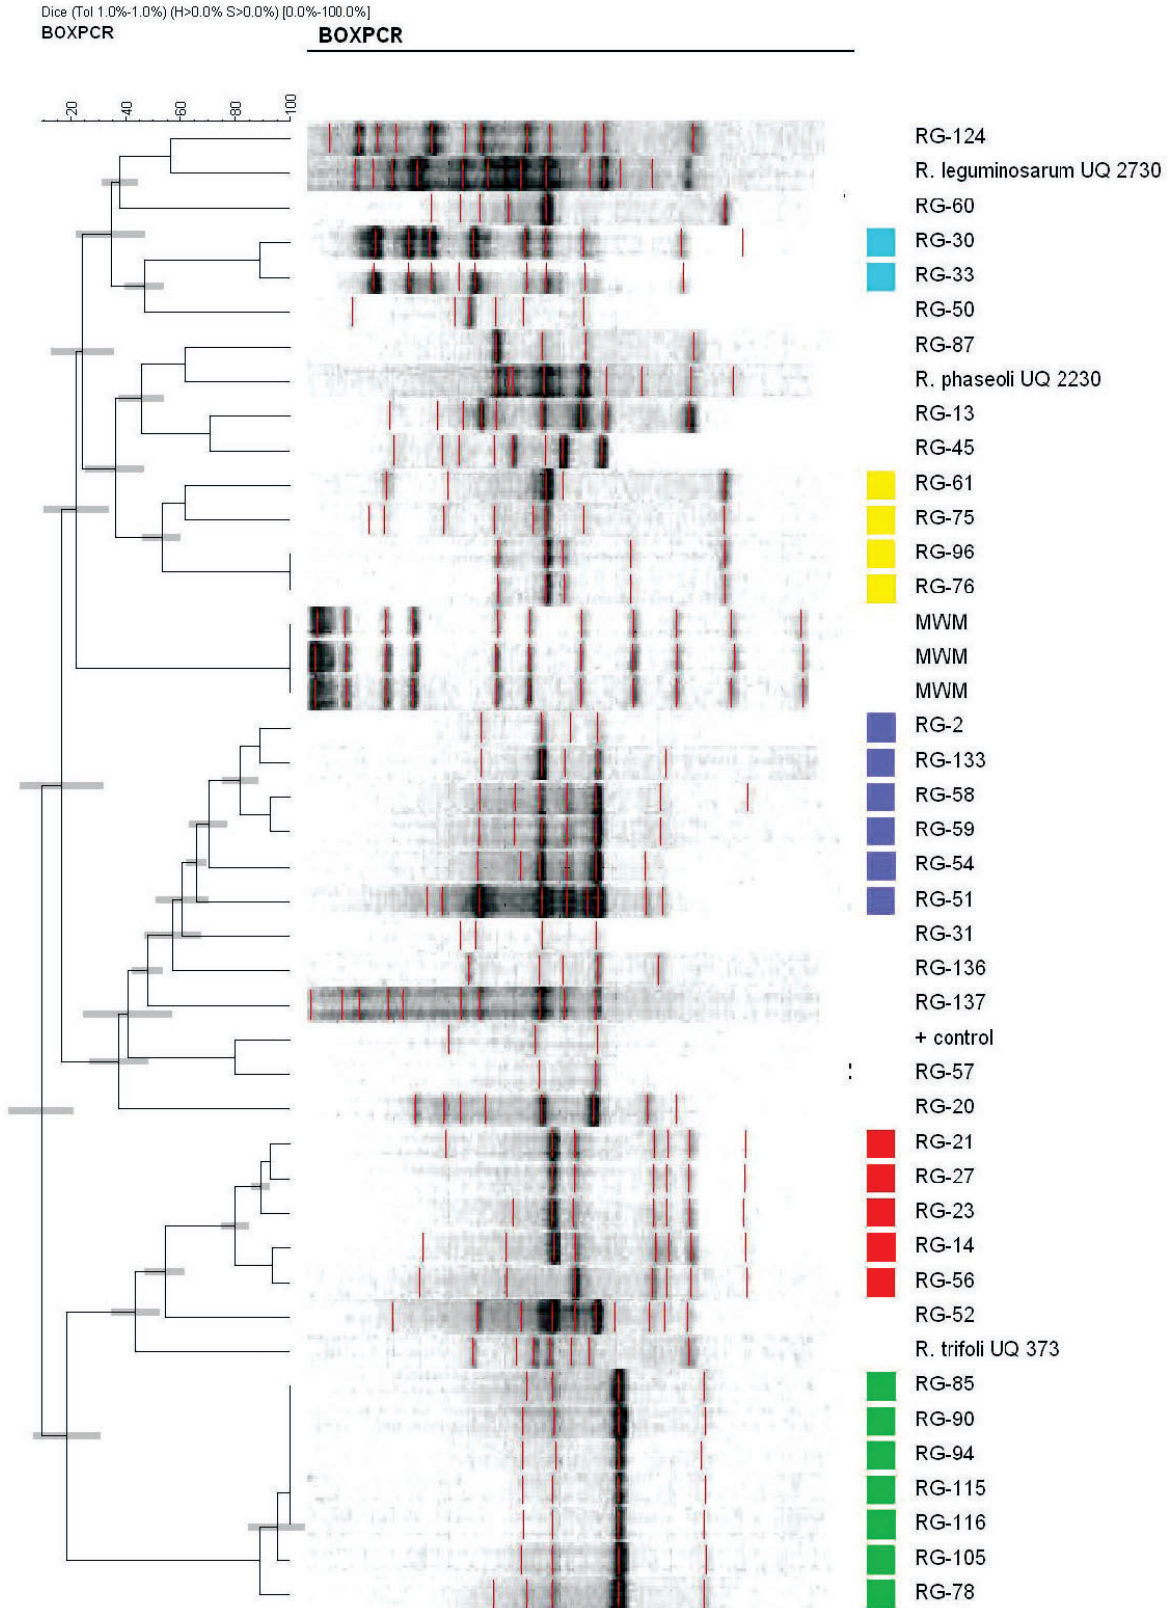 Dice (Tol 1.0%-1.0%) (H>0.0% S>0.0%) [0.0%-100.0%]
BOXPCR BOXPCR
20 40 60 80 100
RG-124
R. leguminosarum UQ 2730
RG-60
RG-30
RG-33
RG-50
RG-87
R. phaseoli UQ 2230
RG-13
RG-45
RG-61
RG-75
RG-96
RG-76
MWM
MWM
MWM
RG-2
RG-133
RG-58
RG-59
RG-54
RG-51
RG-31
RG-136
RG-137
+ control
RG-57
RG-20
RG-21
RG-27
RG-23
RG-14
RG-56
RG-52
R. trifoli UQ 373
RG-85
RG-90
RG-94
RG-115
RG-116
RG-105
RG-78